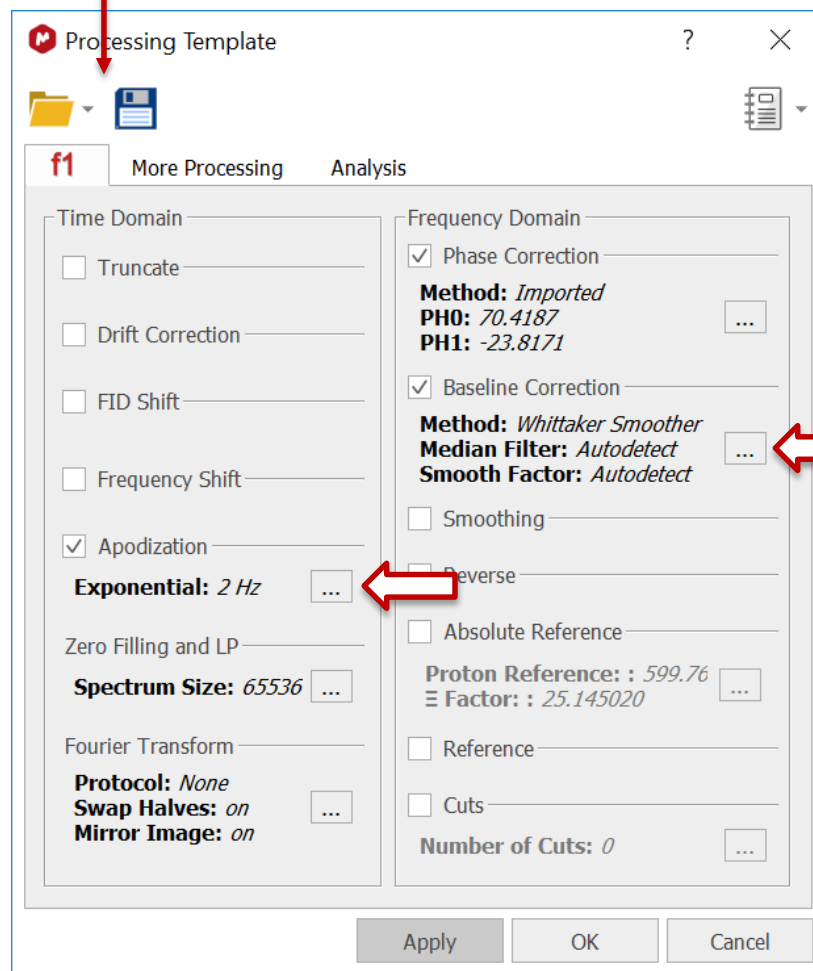 Processing Template
?
f1
More Processing
Analysis
Time Domain
Truncate
Drift Correction
FID Shift
Frequency Shift
Apodization
Exponential: 2 Hz
...
Zero Filling and LP
Spectrum Size: 65536
...
Fourier Transform
Protocol: None
Swap Halves: on
Mirror Image: on
...
Frequency Domain
Phase Correction
Method: Imported
PH0: 70.4187
PH1: -23.8171
...
Baseline Correction
Method: Whittaker Smoother
Median Filter: Autodetect
Smooth Factor: Autodetect
...
Smoothing
Reverse
Absolute Reference
Proton Reference: : 599.76
Ξ Factor: : 25.145020
...
Reference
Cuts
Number of Cuts: 0
...
Apply
OK
Cancel